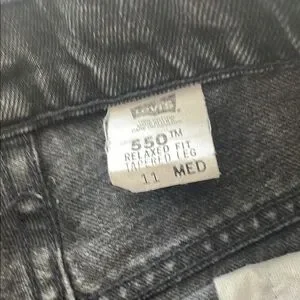 Levi's
550™
RELAXED FIT
TAPERED LEG
11 MED